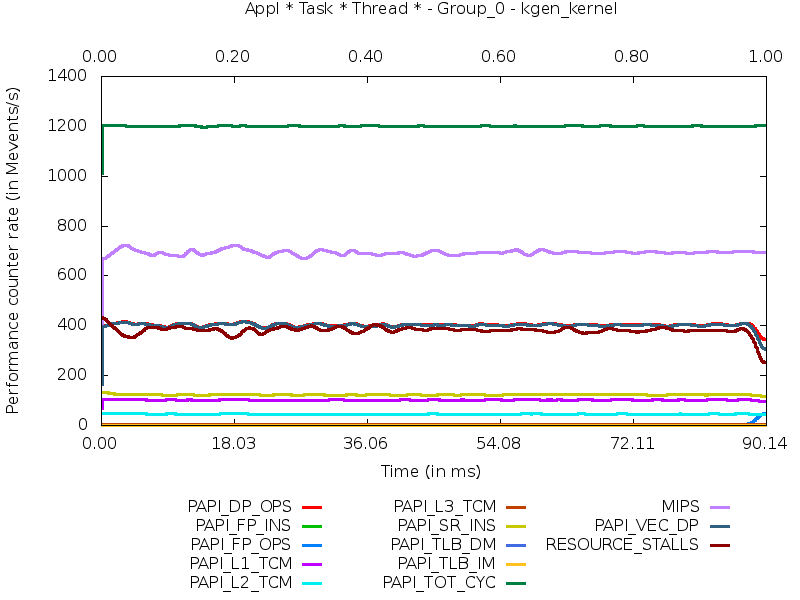 Appl * Task * Thread * - Group_0 - kgen_kernel
0.00 0.20 0.40 0.60 0.80 1.00
Performance counter rate (in Mevents/s)
1400
1200
1000
800
600
400
200
0
0.00 18.03 36.06 54.08 72.11 90.14
Time (in ms)
PAPI_DP_OPS PAPI_L3_TCM MIPS
PAPI_FP_INS PAPI_SR_INS PAPI_VEC_DP
PAPI_FP_OPS PAPI_TLB_DM RESOURCE_STALLS
PAPI_L1_TCM PAPI_TLB_IM
PAPI_L2_TCM PAPI_TOT_CYC